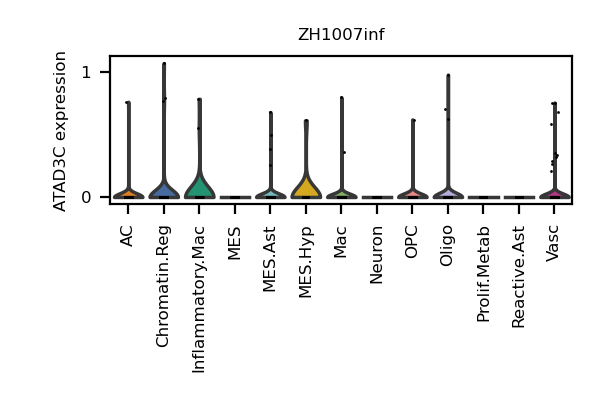 ZH1007inf
ATAD3C expression
1
0
AC
Chromatin.Reg
Inflammatory.Mac
MES
MES.Ast
MES.Hyp
Mac
Neuron
OPC
Oligo
Prolif.Metab
Reactive.Ast
Vasc